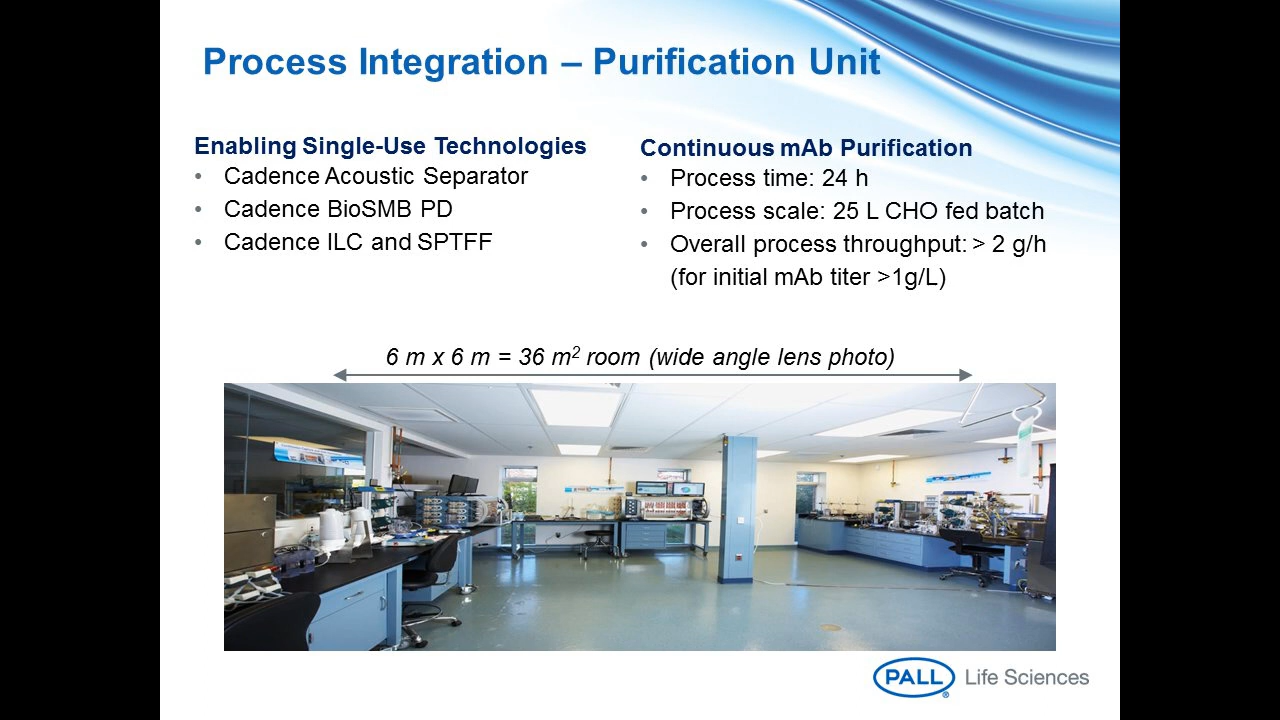 Process Integration – Purification Unit
Enabling Single-Use Technologies
• Cadence Acoustic Separator
• Cadence BioSMB PD
• Cadence ILC and SPTFF
Continuous mAb Purification
• Process time: 24 h
• Process scale: 25 L CHO fed batch
• Overall process throughput: > 2 g/h
(for initial mAb titer >1g/L)
6 m x 6 m = 36 m² room (wide angle lens photo)
PALL® Life Sciences